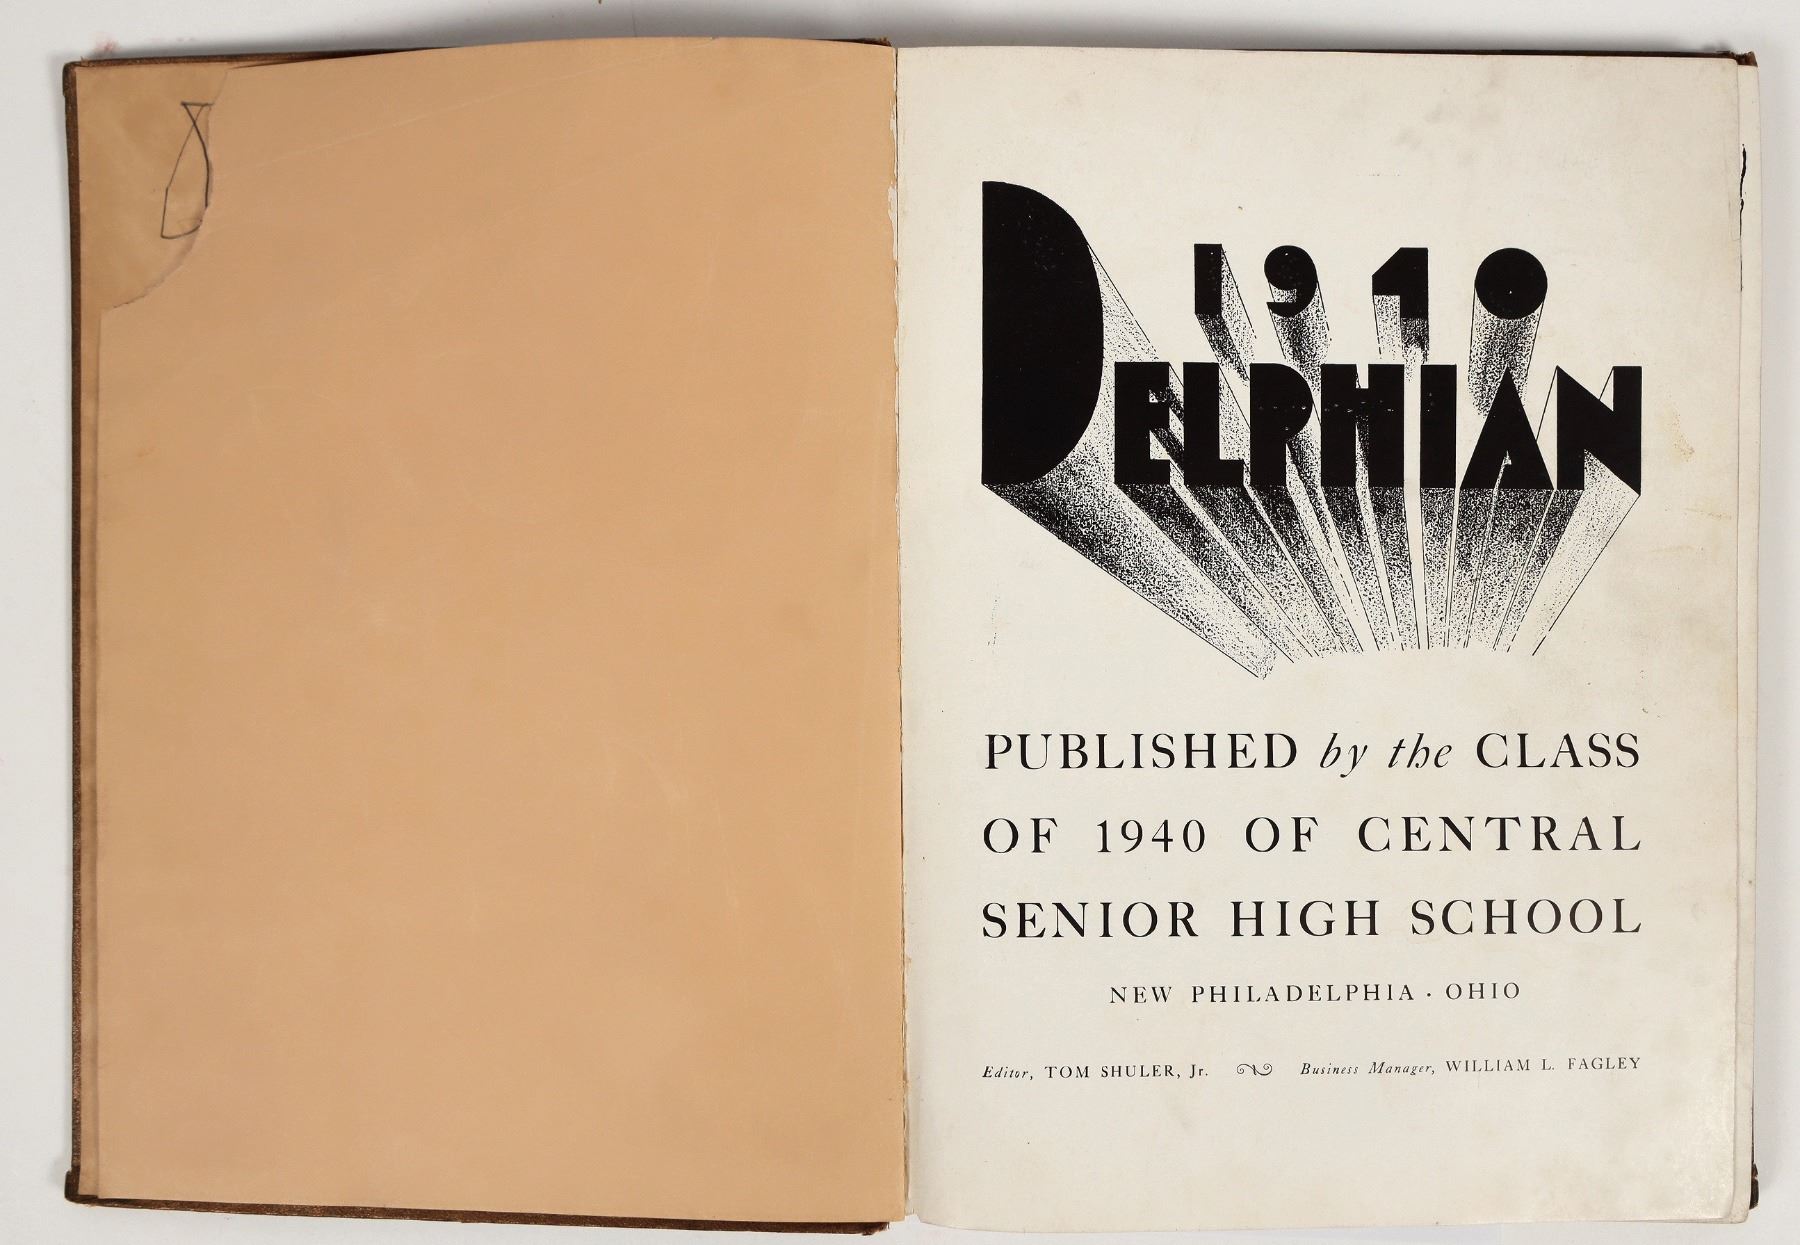 1940
DELPHIAN
PUBLISHED by the CLASS
OF 1940 OF CENTRAL
SENIOR HIGH SCHOOL
NEW PHILADELPHIA · OHIO
Editor, TOM SHULER, Jr. Business Manager, WILLIAM L. FAGLEY